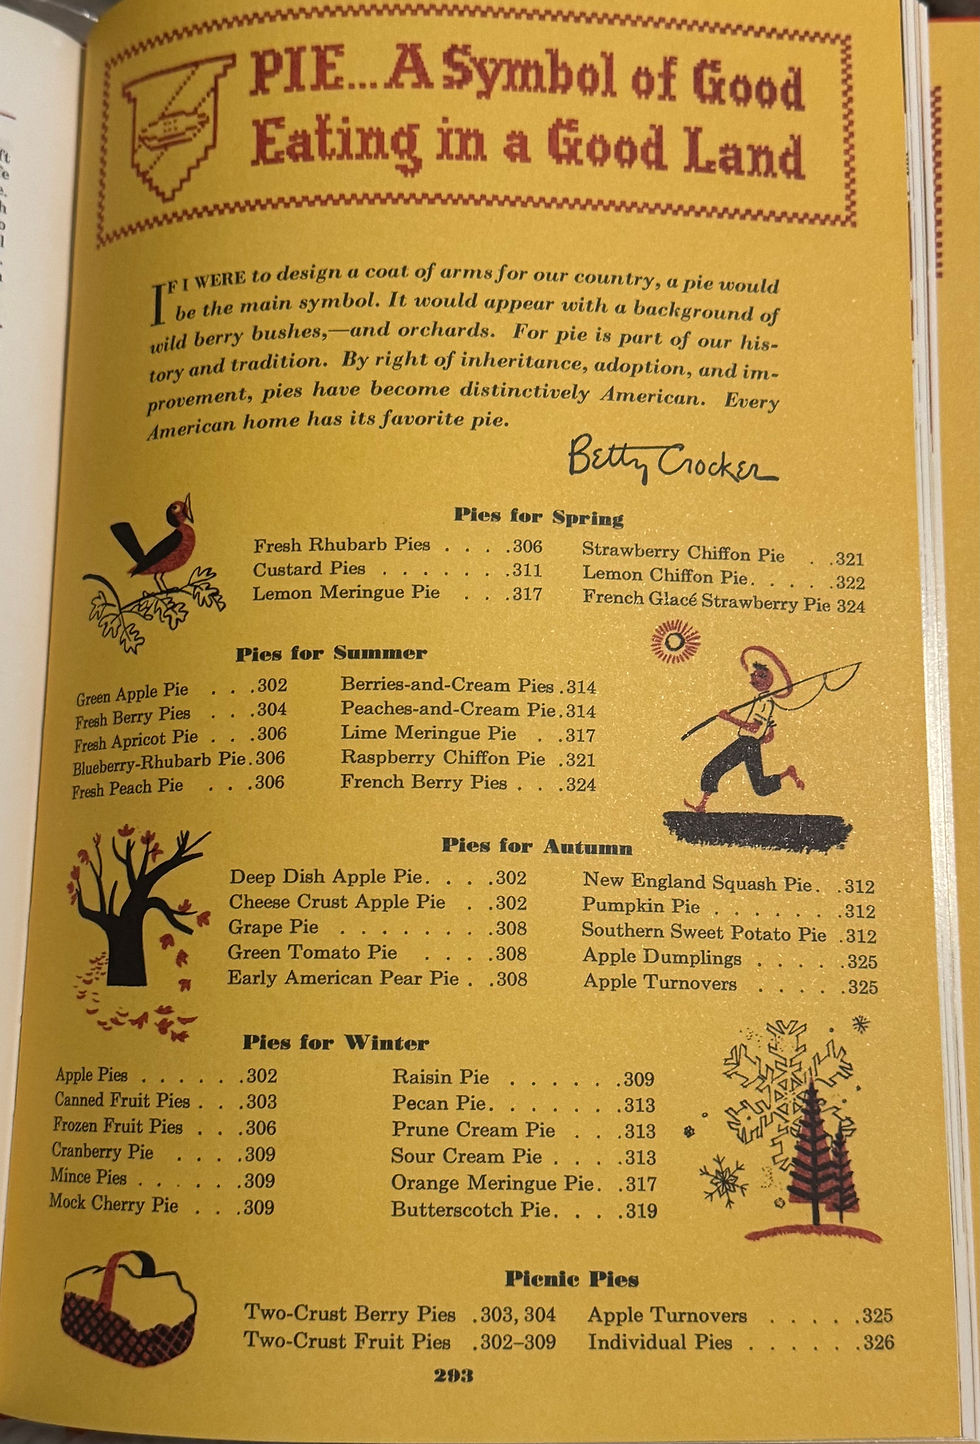 PIE...A Symbol of Good
Eating in a Good Land
IF I WERE to design a coat of arms for our country, a pie would
be the main symbol. It would appear with a background of
wild berry bushes,—and orchards. For pie is part of our his-
tory and tradition. By right of inheritance, adoption, and im-
provement, pies have become distinctively American. Every
American home has its favorite pie.
Betty Crocker
Pies for Spring
Fresh Rhubarb Pies . . . .306
Custard Pies . . . . . . .311
Lemon Meringue Pie . . .317
Strawberry Chiffon Pie . .321
Lemon Chiffon Pie. . . . .322
French Glacé Strawberry Pie 324
Pies for Summer
Green Apple Pie . . .302
Fresh Berry Pies . . .304
Fresh Apricot Pie . . .306
Blueberry-Rhubarb Pie.306
Fresh Peach Pie . . .306
Berries-and-Cream Pies .314
Peaches-and-Cream Pie.314
Lime Meringue Pie . .317
Raspberry Chiffon Pie .321
French Berry Pies . . .324
Pies for Autumn
Deep Dish Apple Pie. . . .302
Cheese Crust Apple Pie . .302
Grape Pie . . . . . . . .308
Green Tomato Pie . . . .308
Early American Pear Pie . .308
New England Squash Pie. .312
Pumpkin Pie . . . . . . .312
Southern Sweet Potato Pie .312
Apple Dumplings . . . . .325
Apple Turnovers . . . . .325
Pies for Winter
Apple Pies . . . . . .302
Canned Fruit Pies . . .303
Frozen Fruit Pies . . .306
Cranberry Pie . . . .309
Mince Pies . . . . . .309
Mock Cherry Pie . . .309
Raisin Pie . . . . . .309
Pecan Pie. . . . . . .313
Prune Cream Pie . . .313
Sour Cream Pie . . . .313
Orange Meringue Pie. .317
Butterscotch Pie. . . .319
Picnic Pies
Two-Crust Berry Pies .303, 304
Two-Crust Fruit Pies .302–309
Apple Turnovers . . . . .325
Individual Pies . . . . . .326
293